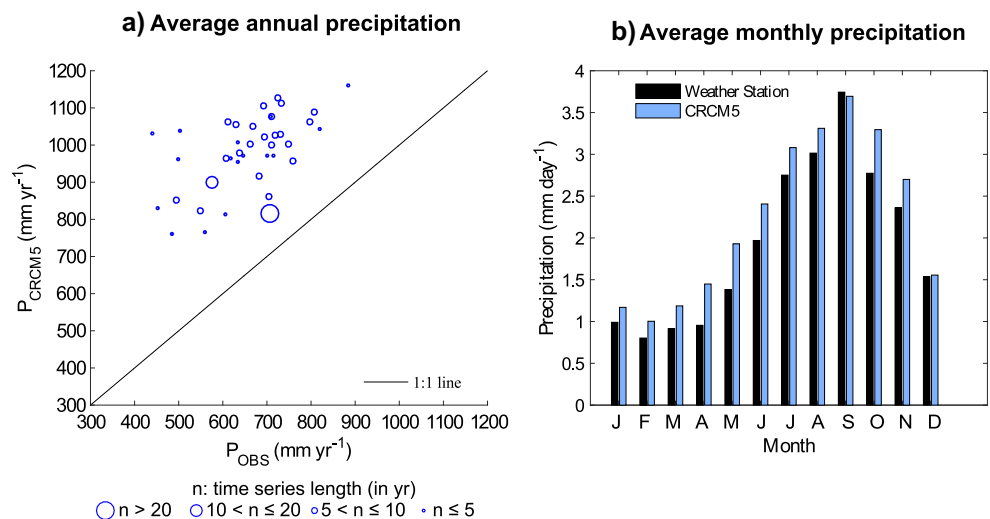 a) Average annual precipitation
1200
1100
1000
900
800
700
600
500
400
300
P_CRCM5 (mm yr⁻¹)
1:1 line
300 400 500 600 700 800 900 1000 1100 1200
P_OBS (mm yr⁻¹)
n: time series length (in yr)
n > 20 10 < n ≤ 20 5 < n ≤ 10 n ≤ 5
b) Average monthly precipitation
4
3.5
3
2.5
2
1.5
1
0.5
0
Precipitation (mm day⁻¹)
Weather Station
CRCM5
J F M A M J J A S O N D
Month